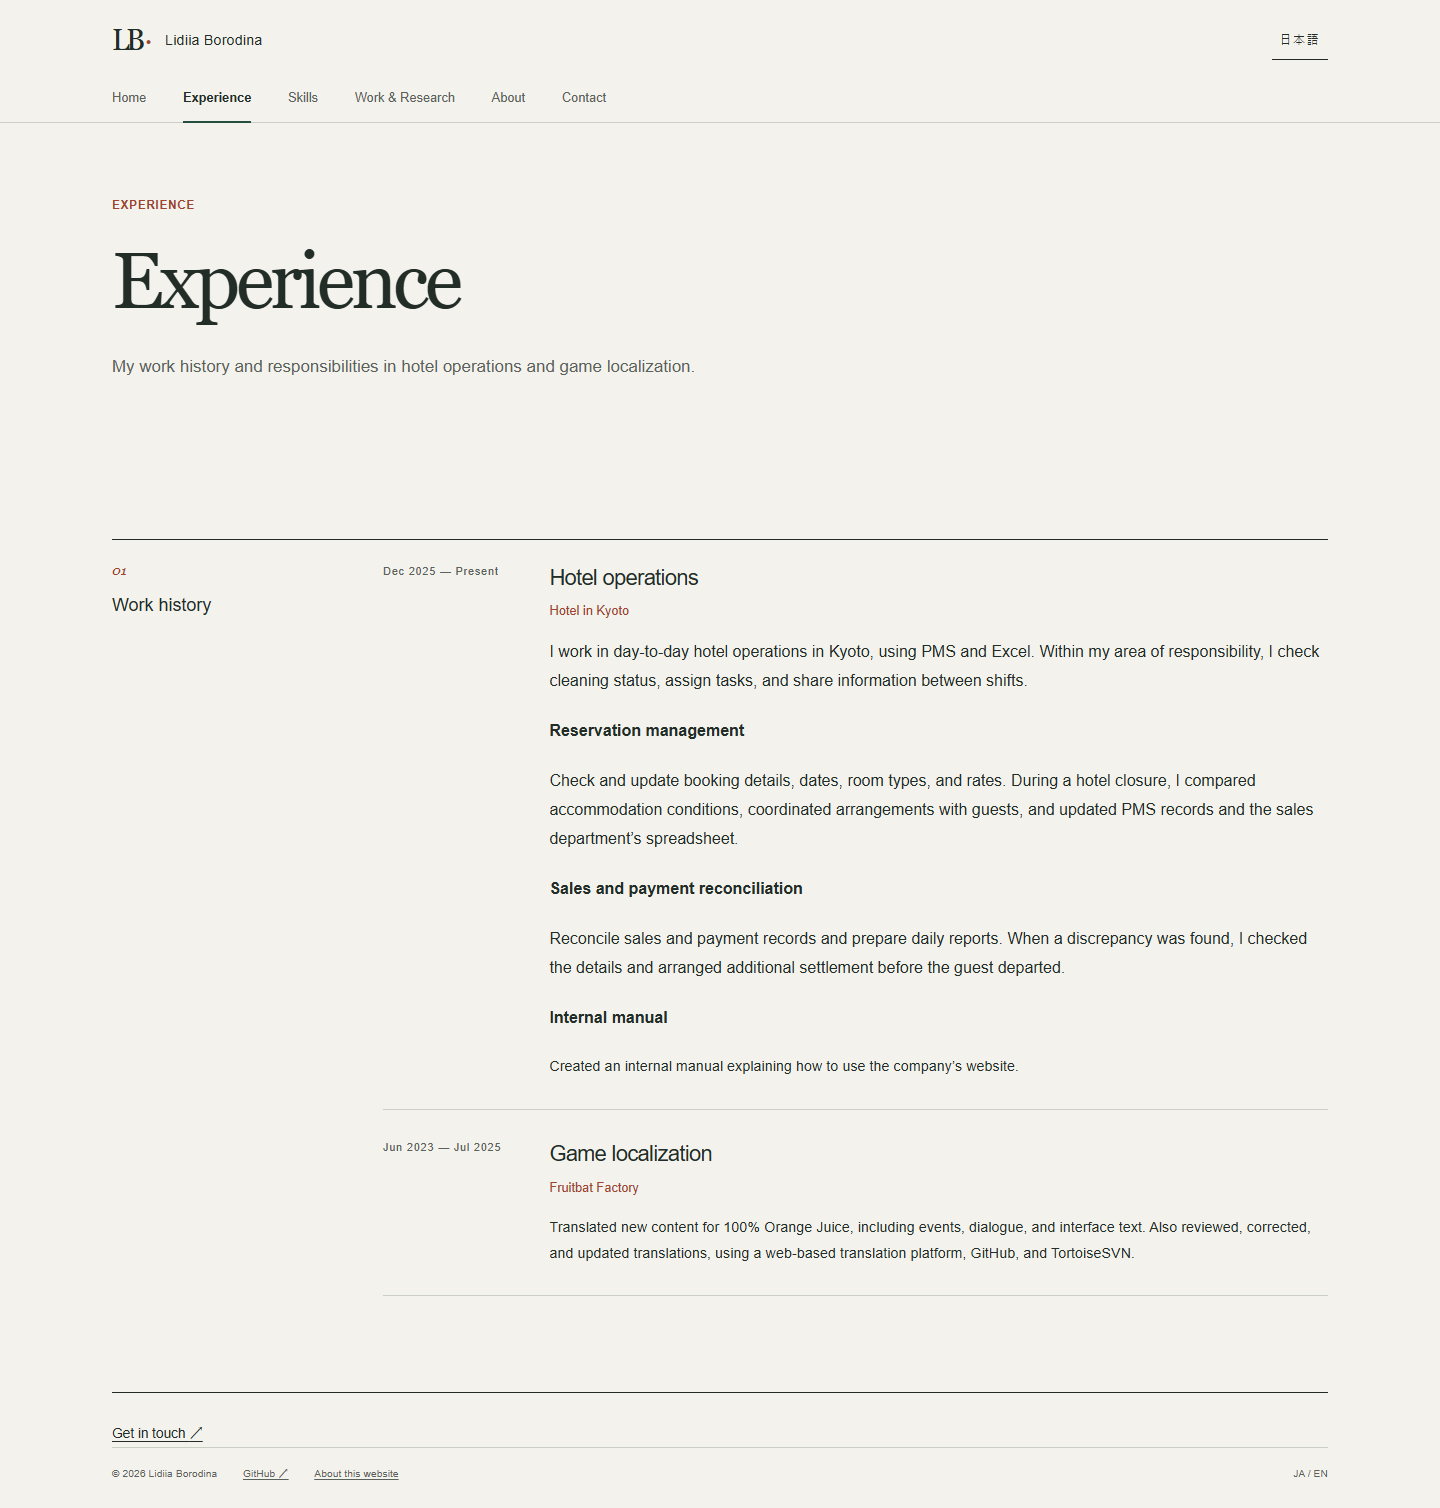 LB· Lidiia Borodina
日本語
Home Experience Skills Work & Research About Contact
EXPERIENCE
Experience
My work history and responsibilities in hotel operations and game localization.
01
Work history
Dec 2025 — Present
Hotel operations
Hotel in Kyoto
I work in day-to-day hotel operations in Kyoto, using PMS and Excel. Within my area of responsibility, I check
cleaning status, assign tasks, and share information between shifts.
Reservation management
Check and update booking details, dates, room types, and rates. During a hotel closure, I compared
accommodation conditions, coordinated arrangements with guests, and updated PMS records and the sales
department’s spreadsheet.
Sales and payment reconciliation
Reconcile sales and payment records and prepare daily reports. When a discrepancy was found, I checked
the details and arranged additional settlement before the guest departed.
Internal manual
Created an internal manual explaining how to use the company’s website.
Jun 2023 — Jul 2025
Game localization
Fruitbat Factory
Translated new content for 100% Orange Juice, including events, dialogue, and interface text. Also reviewed, corrected,
and updated translations, using a web-based translation platform, GitHub, and TortoiseSVN.
Get in touch ↗
© 2026 Lidiia Borodina GitHub ↗ About this website
JA / EN